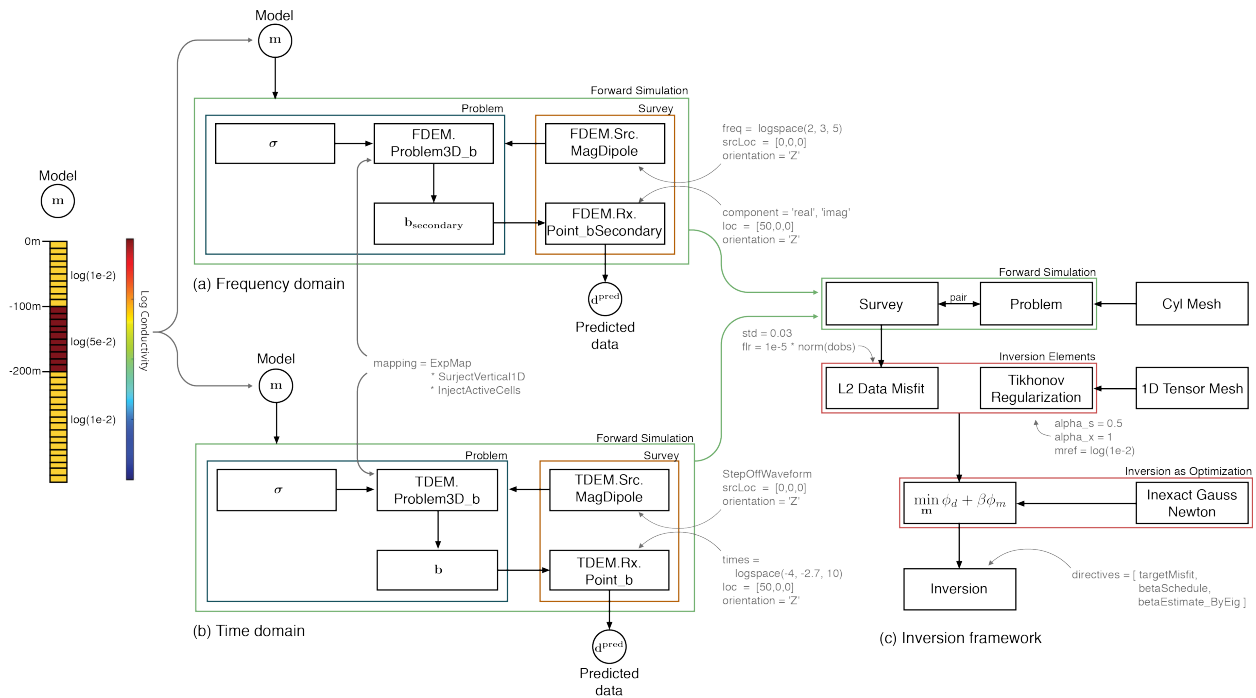 Model
m
0m
-100m
-200m
log(1e-2)
log(5e-2)
log(1e-2)
Log Conductivity
Model
m
Forward Simulation
Problem
Survey
σ
FDEM.
Problem3D_b
FDEM.Src.
MagDipole
b_secondary
FDEM.Rx.
Point_bSecondary
freq = logspace(2, 3, 5)
srcLoc = [0,0,0]
orientation = 'Z'
component = 'real', 'imag'
loc = [50,0,0]
orientation = 'Z'
(a) Frequency domain
d^pred
Predicted
data
mapping = ExpMap
* SurjectVertical1D
* InjectActiveCells
Model
m
Forward Simulation
Problem
Survey
σ
TDEM.
Problem3D_b
TDEM.Src.
MagDipole
b
TDEM.Rx.
Point_b
StepOffWaveform
srcLoc = [0,0,0]
orientation = 'Z'
times =
logspace(-4, -2.7, 10)
loc = [50,0,0]
orientation = 'Z'
(b) Time domain
d^pred
Predicted
data
Forward Simulation
Survey
pair
Problem
Cyl Mesh
std = 0.03
flr = 1e-5 * norm(dobs)
Inversion Elements
L2 Data Misfit
Tikhonov
Regularization
1D Tensor Mesh
alpha_s = 0.5
alpha_x = 1
mref = log(1e-2)
Inversion as Optimization
min ϕ_d + βϕ_m
m
Inexact Gauss
Newton
Inversion
directives = [ targetMisfit,
betaSchedule,
betaEstimate_ByEig ]
(c) Inversion framework